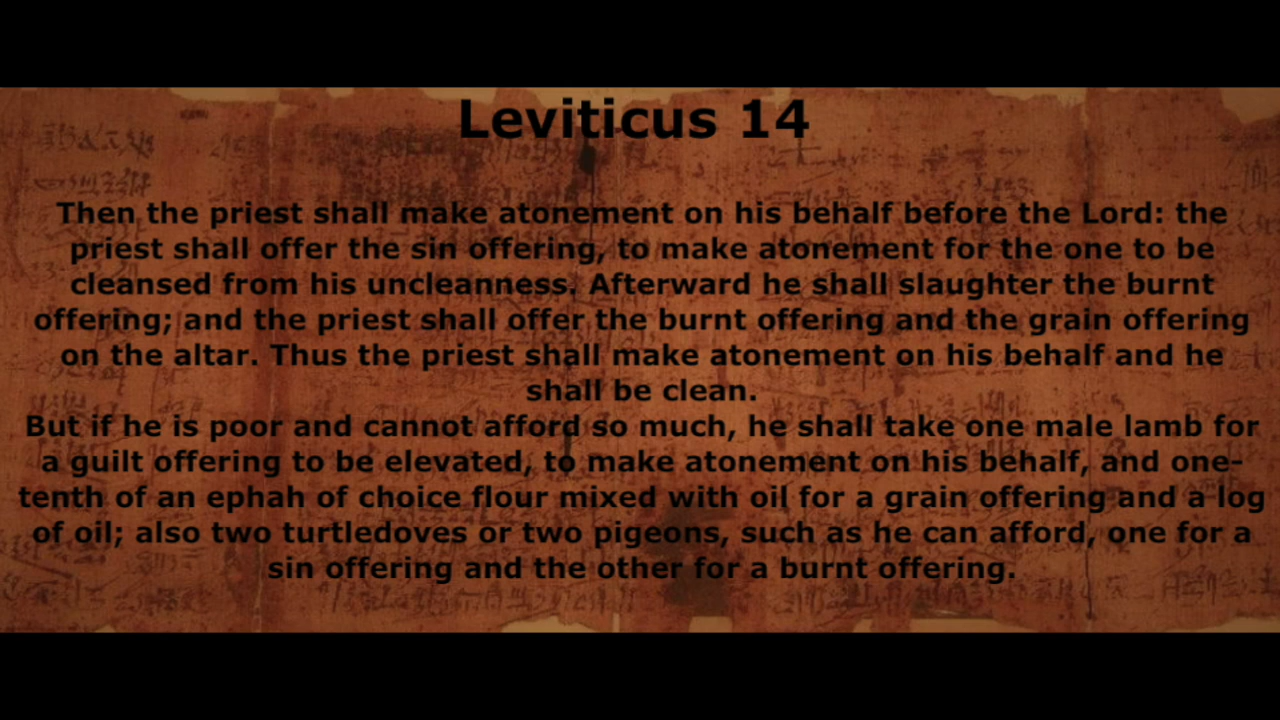 Leviticus 14
Then the priest shall make atonement on his behalf before the Lord: the
priest shall offer the sin offering, to make atonement for the one to be
cleansed from his uncleanness. Afterward he shall slaughter the burnt
offering; and the priest shall offer the burnt offering and the grain offering
on the altar. Thus the priest shall make atonement on his behalf and he
shall be clean.
But if he is poor and cannot afford so much, he shall take one male lamb for
a guilt offering to be elevated, to make atonement on his behalf, and one-
tenth of an ephah of choice flour mixed with oil for a grain offering and a log
of oil; also two turtledoves or two pigeons, such as he can afford, one for a
sin offering and the other for a burnt offering.